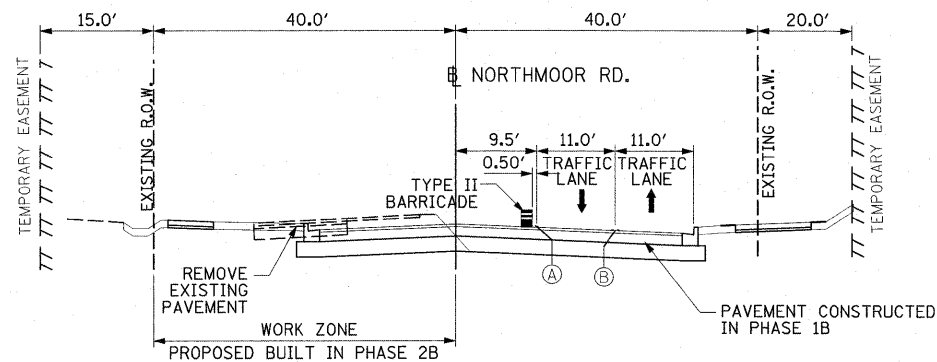 15.0' 40.0' 40.0' 20.0'
TEMPORARY EASEMENT
EXISTING R.O.W.
B NORTHMOOR RD.
EXISTING R.O.W.
TEMPORARY EASEMENT
9.5' 11.0' 11.0'
0.50' TRAFFIC TRAFFIC
LANE LANE
TYPE II
BARRICADE
REMOVE
EXISTING
PAVEMENT
A B
PAVEMENT CONSTRUCTED
IN PHASE 1B
WORK ZONE
PROPOSED BUILT IN PHASE 2B